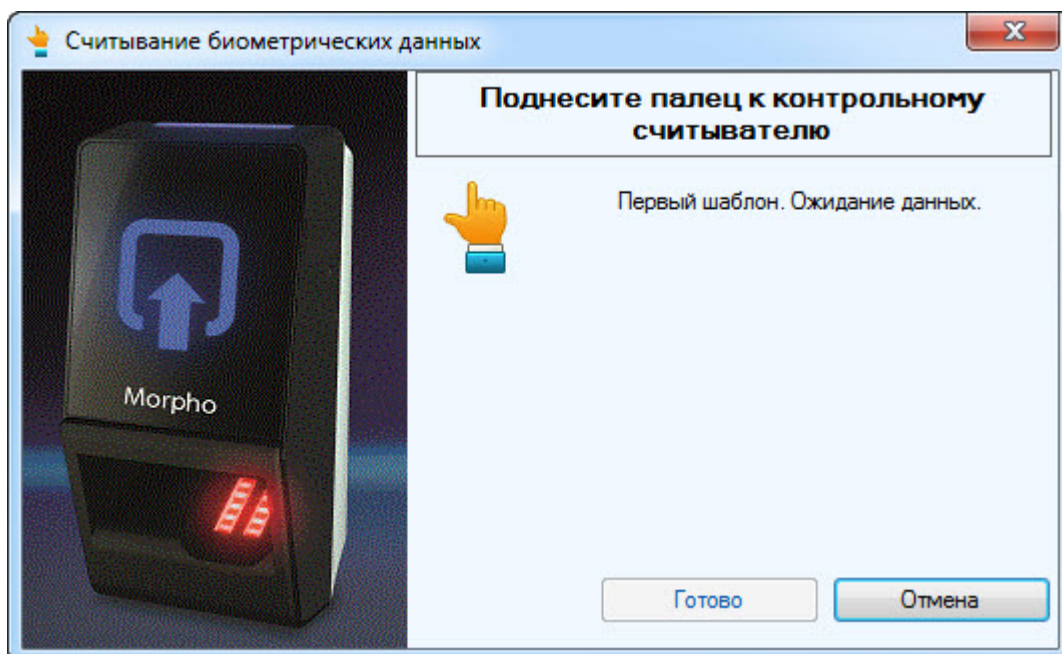 Считывание биометрических данных
Поднесите палец к контрольному
считывателю
Первый шаблон. Ожидание данных.
Morpho
Готово
Отмена